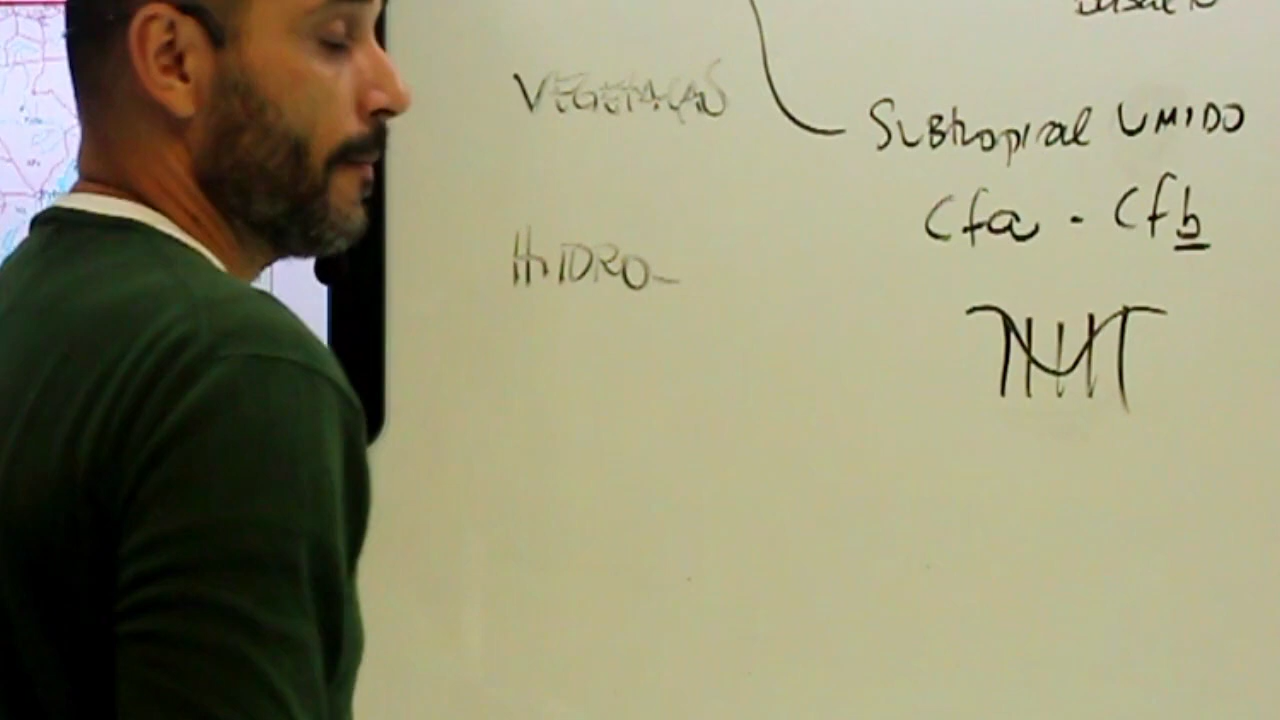 VEGETAÇÃO
Subtropical UMIDO
Cfa - Cfb
HIDRO-